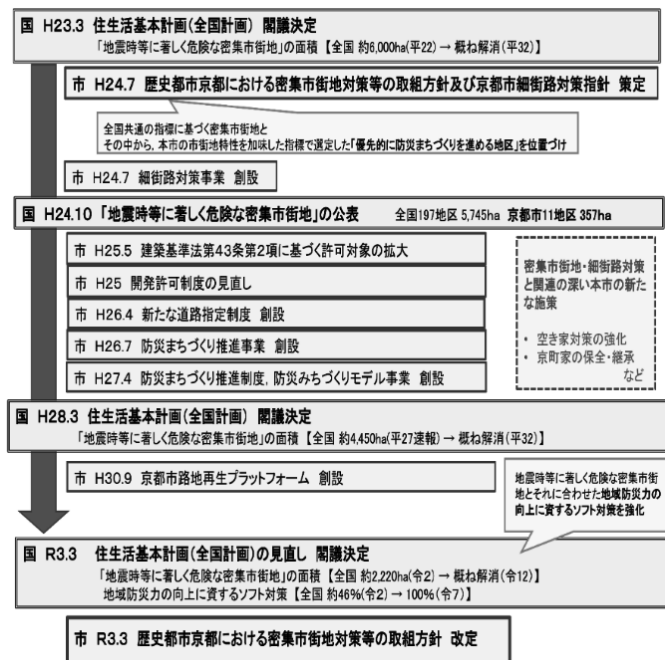 国 H23.3 住生活基本計画(全国計画) 閣議決定
「地震時等に著しく危険な密集市街地」の面積【全国 約6,000ha(平22) → 概ね解消(平32)】
市 H24.7 歴史都市京都における密集市街地対策等の取組方針及び京都市細街路対策指針 策定
全国共通の指標に基づく密集市街地と
その中から、本市の市街地特性を加味した指標で選定した「優先的に防災まちづくりを進める地区」を位置づけ
市 H24.7 細街路対策事業 創設
国 H24.10 「地震時等に著しく危険な密集市街地」の公表 全国197地区 5,745ha 京都市11地区 357ha
市 H25.5 建築基準法第43条第2項に基づく許可対象の拡大
市 H25 開発許可制度の見直し
市 H26.4 新たな道路指定制度 創設
市 H26.7 防災まちづくり推進事業 創設
市 H27.4 防災まちづくり推進制度, 防災みちづくりモデル事業 創設
密集市街地・細街路対策
と関連の深い本市の新た
な施策
• 空き家対策の強化
• 京町家の保全・継承
など
国 H28.3 住生活基本計画(全国計画) 閣議決定
「地震時等に著しく危険な密集市街地」の面積【全国 約4,450ha(平27速報) → 概ね解消(平32)】
市 H30.9 京都市路地再生プラットフォーム 創設
地震時等に著しく危険な密集市街
地とそれに合わせた地域防災力の
向上に資するソフト対策を強化
国 R3.3 住生活基本計画(全国計画)の見直し 閣議決定
「地震時等に著しく危険な密集市街地」の面積【全国 約2,220ha(令2) → 概ね解消(令12)】
地域防災力の向上に資するソフト対策【全国 約46%(令2) → 100%(令7)】
市 R3.3 歴史都市京都における密集市街地対策等の取組方針 改定